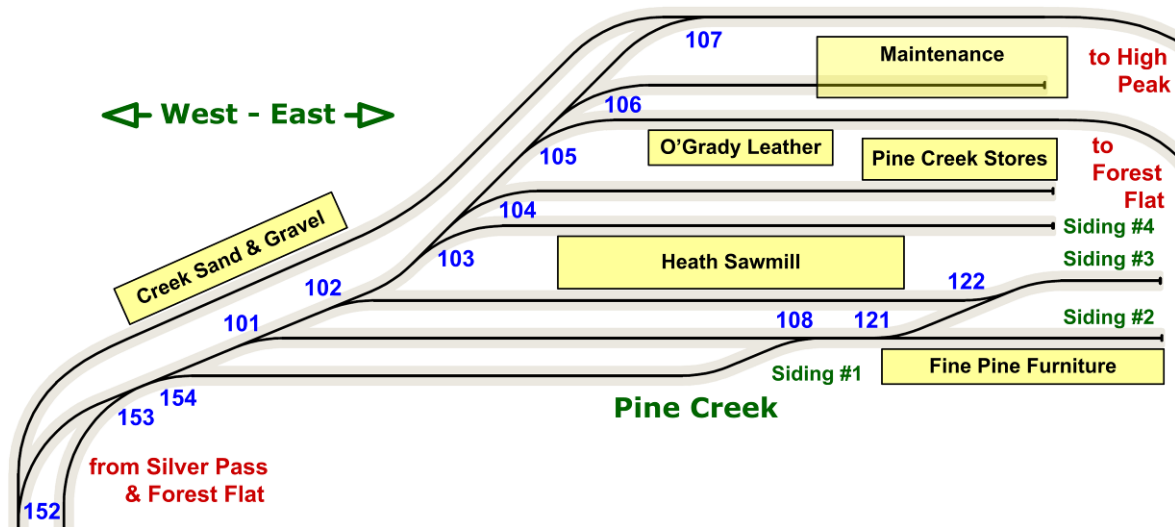 107
Maintenance
to High
Peak
106
West - East
105
O'Grady Leather
Pine Creek Stores
to
Forest
Flat
104
Siding #4
103
Creek Sand & Gravel
Heath Sawmill
Siding #3
102
122
101
108
121
Siding #2
Fine Pine Furniture
Siding #1
154
153
Pine Creek
from Silver Pass
& Forest Flat
152